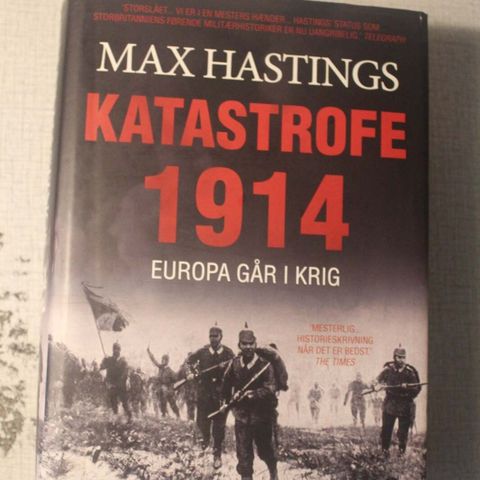 "STORSLÅET... VI ER I EN MESTERS HÆNDER... HASTINGS' STATUS SOM
STORBRITANNIENS FØRENDE MILITÆRHISTORIKER ER NU UANGRIBELIG." TELEGRAPH
MAX HASTINGS
KATASTROFE
1914
EUROPA GÅR I KRIG
"MESTERLIG...
HISTORIESKRIVNING
NÅR DET ER BEDST."
THE TIMES